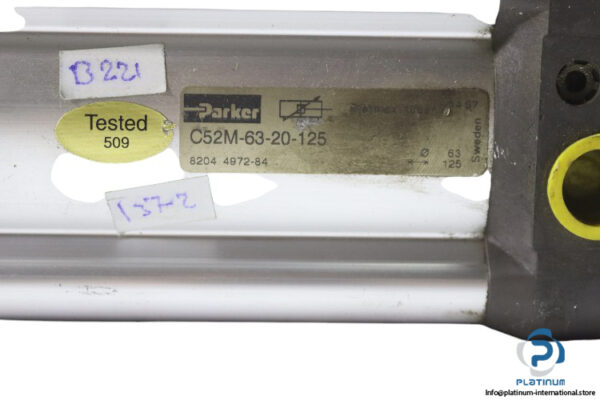 B221
Tested
509
Parker
C52M-63-20-125
8204 4972-84
Ø 63
125
Sweden
137-2
PLATINUM
Info@platinum-international.store